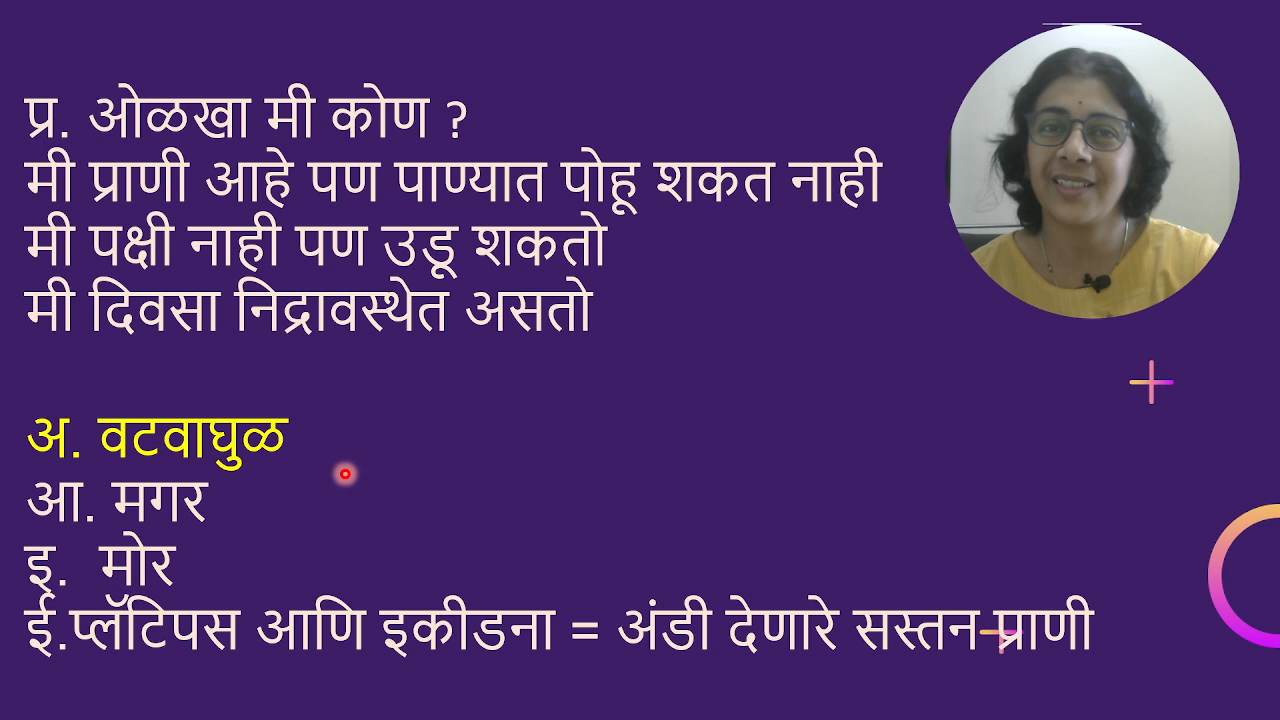 प्र. ओळखा मी कोण ?
मी प्राणी आहे पण पाण्यात पोहू शकत नाही
मी पक्षी नाही पण उडू शकतो
मी दिवसा निद्रावस्थेत असतो
अ. वटवाघुळ
आ. मगर
इ. मोर
ई.प्लॅटिपस आणि इकीडना = अंडी देणारे सस्तन प्राणी